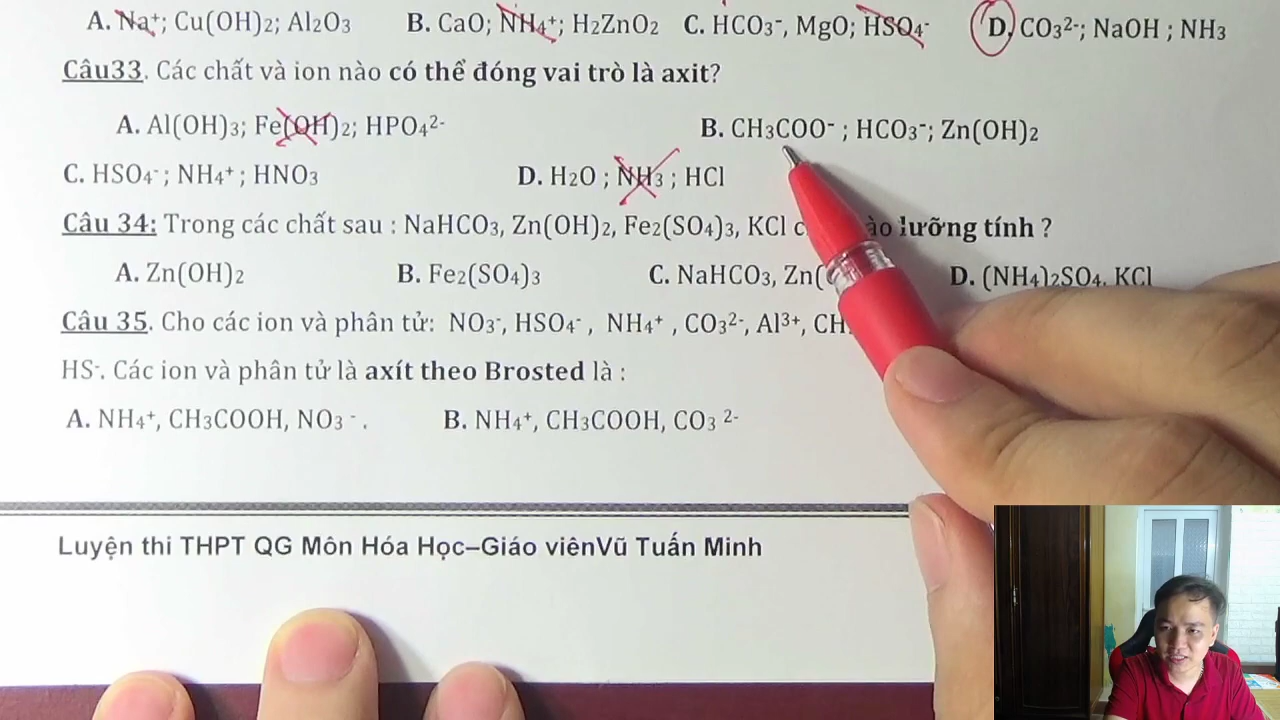 A. Na⁺; Cu(OH)₂; Al₂O₃ B. CaO; NH₄⁺; H₂ZnO₂ C. HCO₃⁻, MgO; HSO₄⁻ D. CO₃²⁻; NaOH ; NH₃
Câu33. Các chất và ion nào có thể đóng vai trò là axit?
A. Al(OH)₃; Fe(OH)₂; HPO₄²⁻ B. CH₃COO⁻ ; HCO₃⁻; Zn(OH)₂
C. HSO₄⁻ ; NH₄⁺ ; HNO₃ D. H₂O ; NH₃ ; HCl
Câu 34: Trong các chất sau : NaHCO₃, Zn(OH)₂, Fe₂(SO₄)₃, KCl lưỡng tính ?
A. Zn(OH)₂ B. Fe₂(SO₄)₃ C. NaHCO₃, Zn( D. (NH₄)₂SO₄, KCl
Câu 35. Cho các ion và phân tử: NO₃⁻, HSO₄⁻ , NH₄⁺ , CO₃²⁻, Al³⁺, CH
HS⁻. Các ion và phân tử là axít theo Brosted là :
A. NH₄⁺, CH₃COOH, NO₃ ⁻ . B. NH₄⁺, CH₃COOH, CO₃ ²⁻
Luyện thi THPT QG Môn Hóa Học–Giáo viênVũ Tuấn Minh